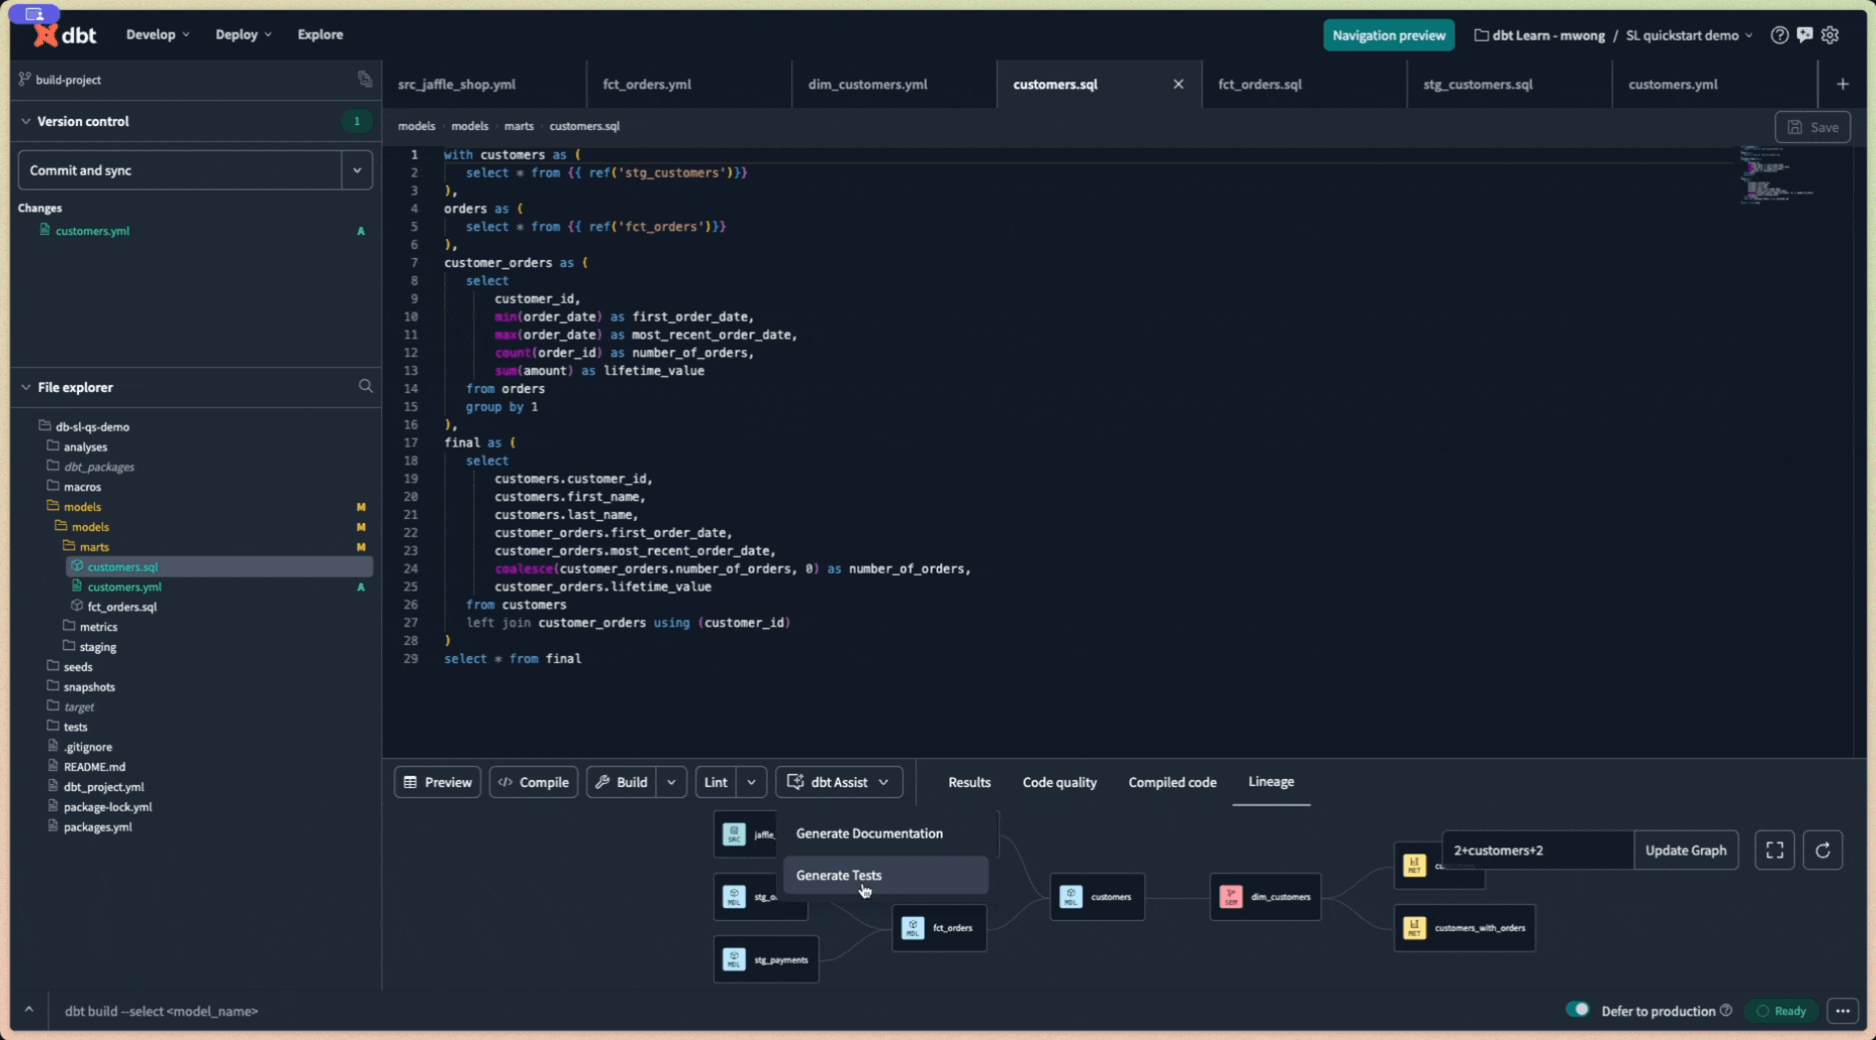 dbt
Develop
Deploy
Explore
Navigation preview
dbt Learn - mwong / SL quickstart demo
build-project
Version control
1
Commit and sync
Changes
customers.yml A
File explorer
db-sl-qs-demo
analyses
dbt_packages
macros
models M
models M
marts M
customers.sql
customers.yml A
fct_orders.sql
metrics
staging
seeds
snapshots
target
tests
.gitignore
README.md
dbt_project.yml
package-lock.yml
packages.yml
src_jaffle_shop.yml
fct_orders.yml
dim_customers.yml
customers.sql
fct_orders.sql
stg_customers.sql
customers.yml
models models marts customers.sql
Save
1 with customers as (
2 select * from {{ ref('stg_customers')}}
3 ),
4 orders as (
5 select * from {{ ref('fct_orders')}}
6 ),
7 customer_orders as (
8 select
9 customer_id,
10 min(order_date) as first_order_date,
11 max(order_date) as most_recent_order_date,
12 count(order_id) as number_of_orders,
13 sum(amount) as lifetime_value
14 from orders
15 group by 1
16 ),
17 final as (
18 select
19 customers.customer_id,
20 customers.first_name,
21 customers.last_name,
22 customer_orders.first_order_date,
23 customer_orders.most_recent_order_date,
24 coalesce(customer_orders.number_of_orders, 0) as number_of_orders,
25 customer_orders.lifetime_value
26 from customers
27 left join customer_orders using (customer_id)
28 )
29 select * from final
Preview
Compile
Build
Lint
dbt Assist
Results
Code quality
Compiled code
Lineage
Generate Documentation
Generate Tests
SRC jaffle_
MDL
MDL stg_payments
MDL fct_orders
MDL customers
SEM dim_customers
MET
MET customers_with_orders
2+customers+2
Update Graph
dbt build --select <model_name>
Defer to production
Ready